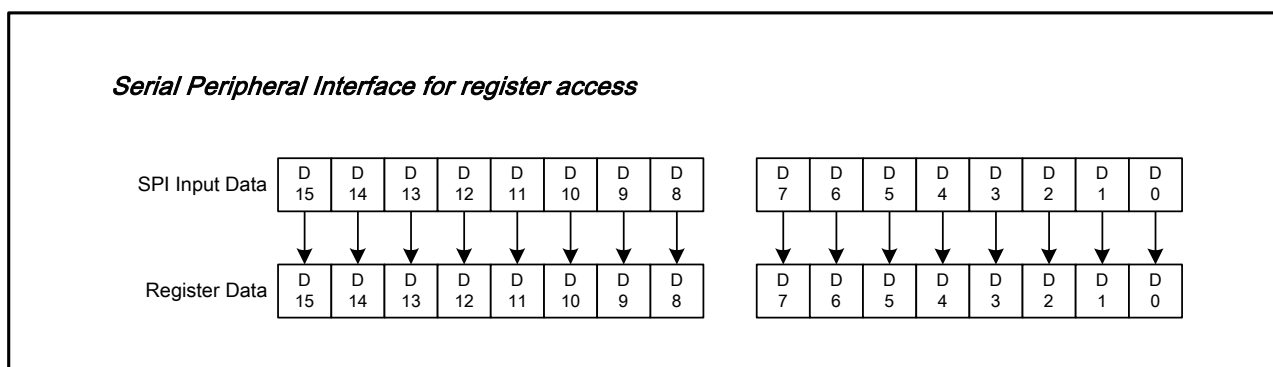 Serial Peripheral Interface for register access
SPI Input Data D 15 D 14 D 13 D 12 D 11 D 10 D 9 D 8 D 7 D 6 D 5 D 4 D 3 D 2 D 1 D 0
Register Data D 15 D 14 D 13 D 12 D 11 D 10 D 9 D 8 D 7 D 6 D 5 D 4 D 3 D 2 D 1 D 0